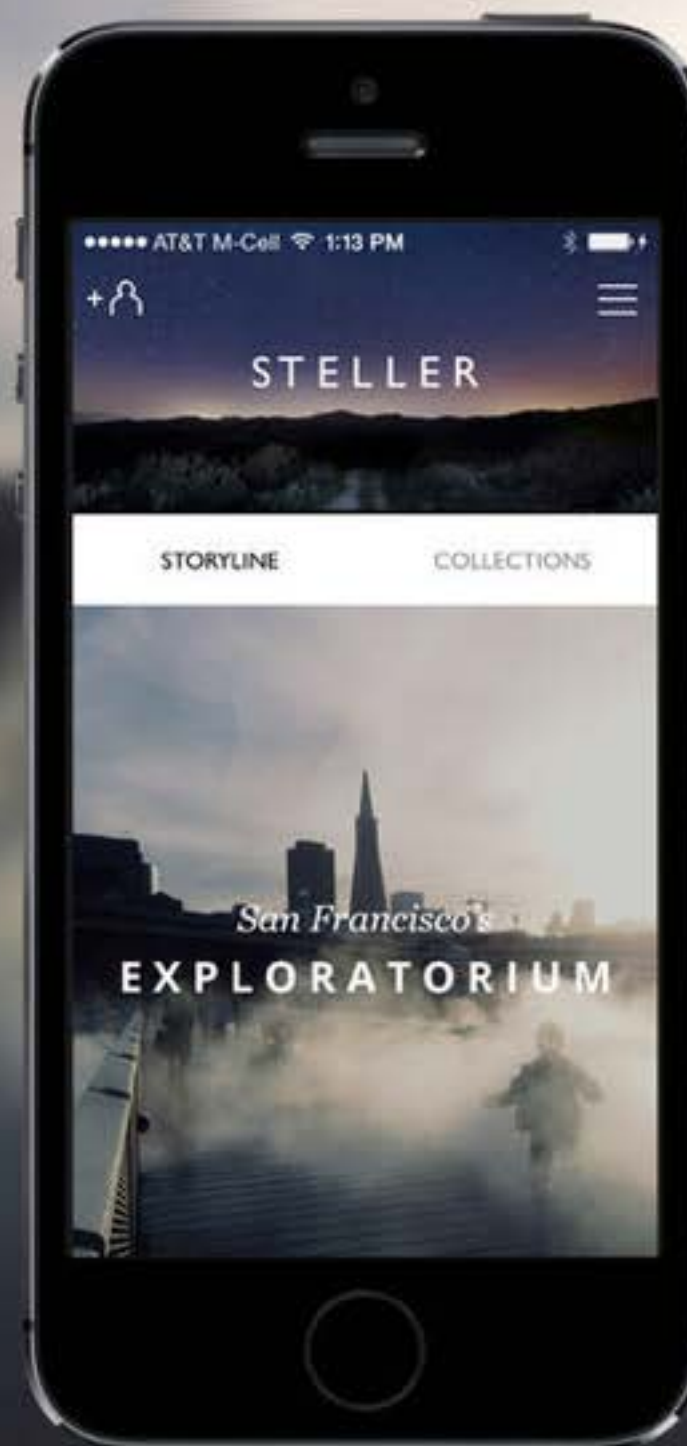 AT&T M-Cell 1:13 PM
STELLER
STORYLINE COLLECTIONS
San Francisco's
EXPLORATORIUM